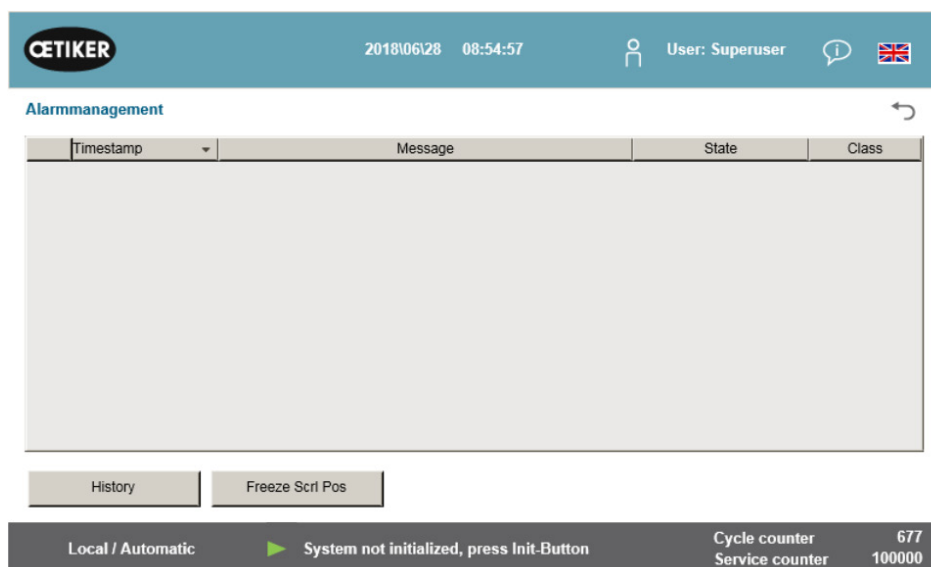 ŒTIKER 2018\06\28 08:54:57 User: Superuser
Alarmmanagement
Timestamp Message State Class
History Freeze Scrl Pos
Local / Automatic System not initialized, press Init-Button Cycle counter 677
Service counter 100000